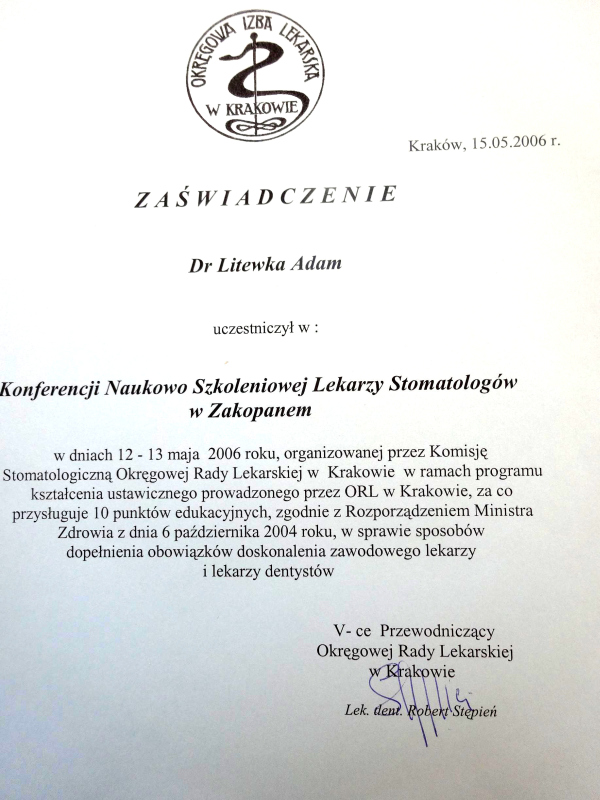 OKRĘGOWA IZBA LEKARSKA
W KRAKOWIE
Kraków, 15.05.2006 r.
ZAŚWIADCZENIE
Dr Litewka Adam
uczestniczył w :
Konferencji Naukowo Szkoleniowej Lekarzy Stomatologów
w Zakopanem
w dniach 12 - 13 maja 2006 roku, organizowanej przez Komisję
Stomatologiczną Okręgowej Rady Lekarskiej w Krakowie w ramach programu
kształcenia ustawicznego prowadzonego przez ORL w Krakowie, za co
przysługuje 10 punktów edukacyjnych, zgodnie z Rozporządzeniem Ministra
Zdrowia z dnia 6 października 2004 roku, w sprawie sposobów
dopełnienia obowiązków doskonalenia zawodowego lekarzy
i lekarzy dentystów
V- ce Przewodniczący
Okręgowej Rady Lekarskiej
w Krakowie
Lek. dent. Robert Stępień